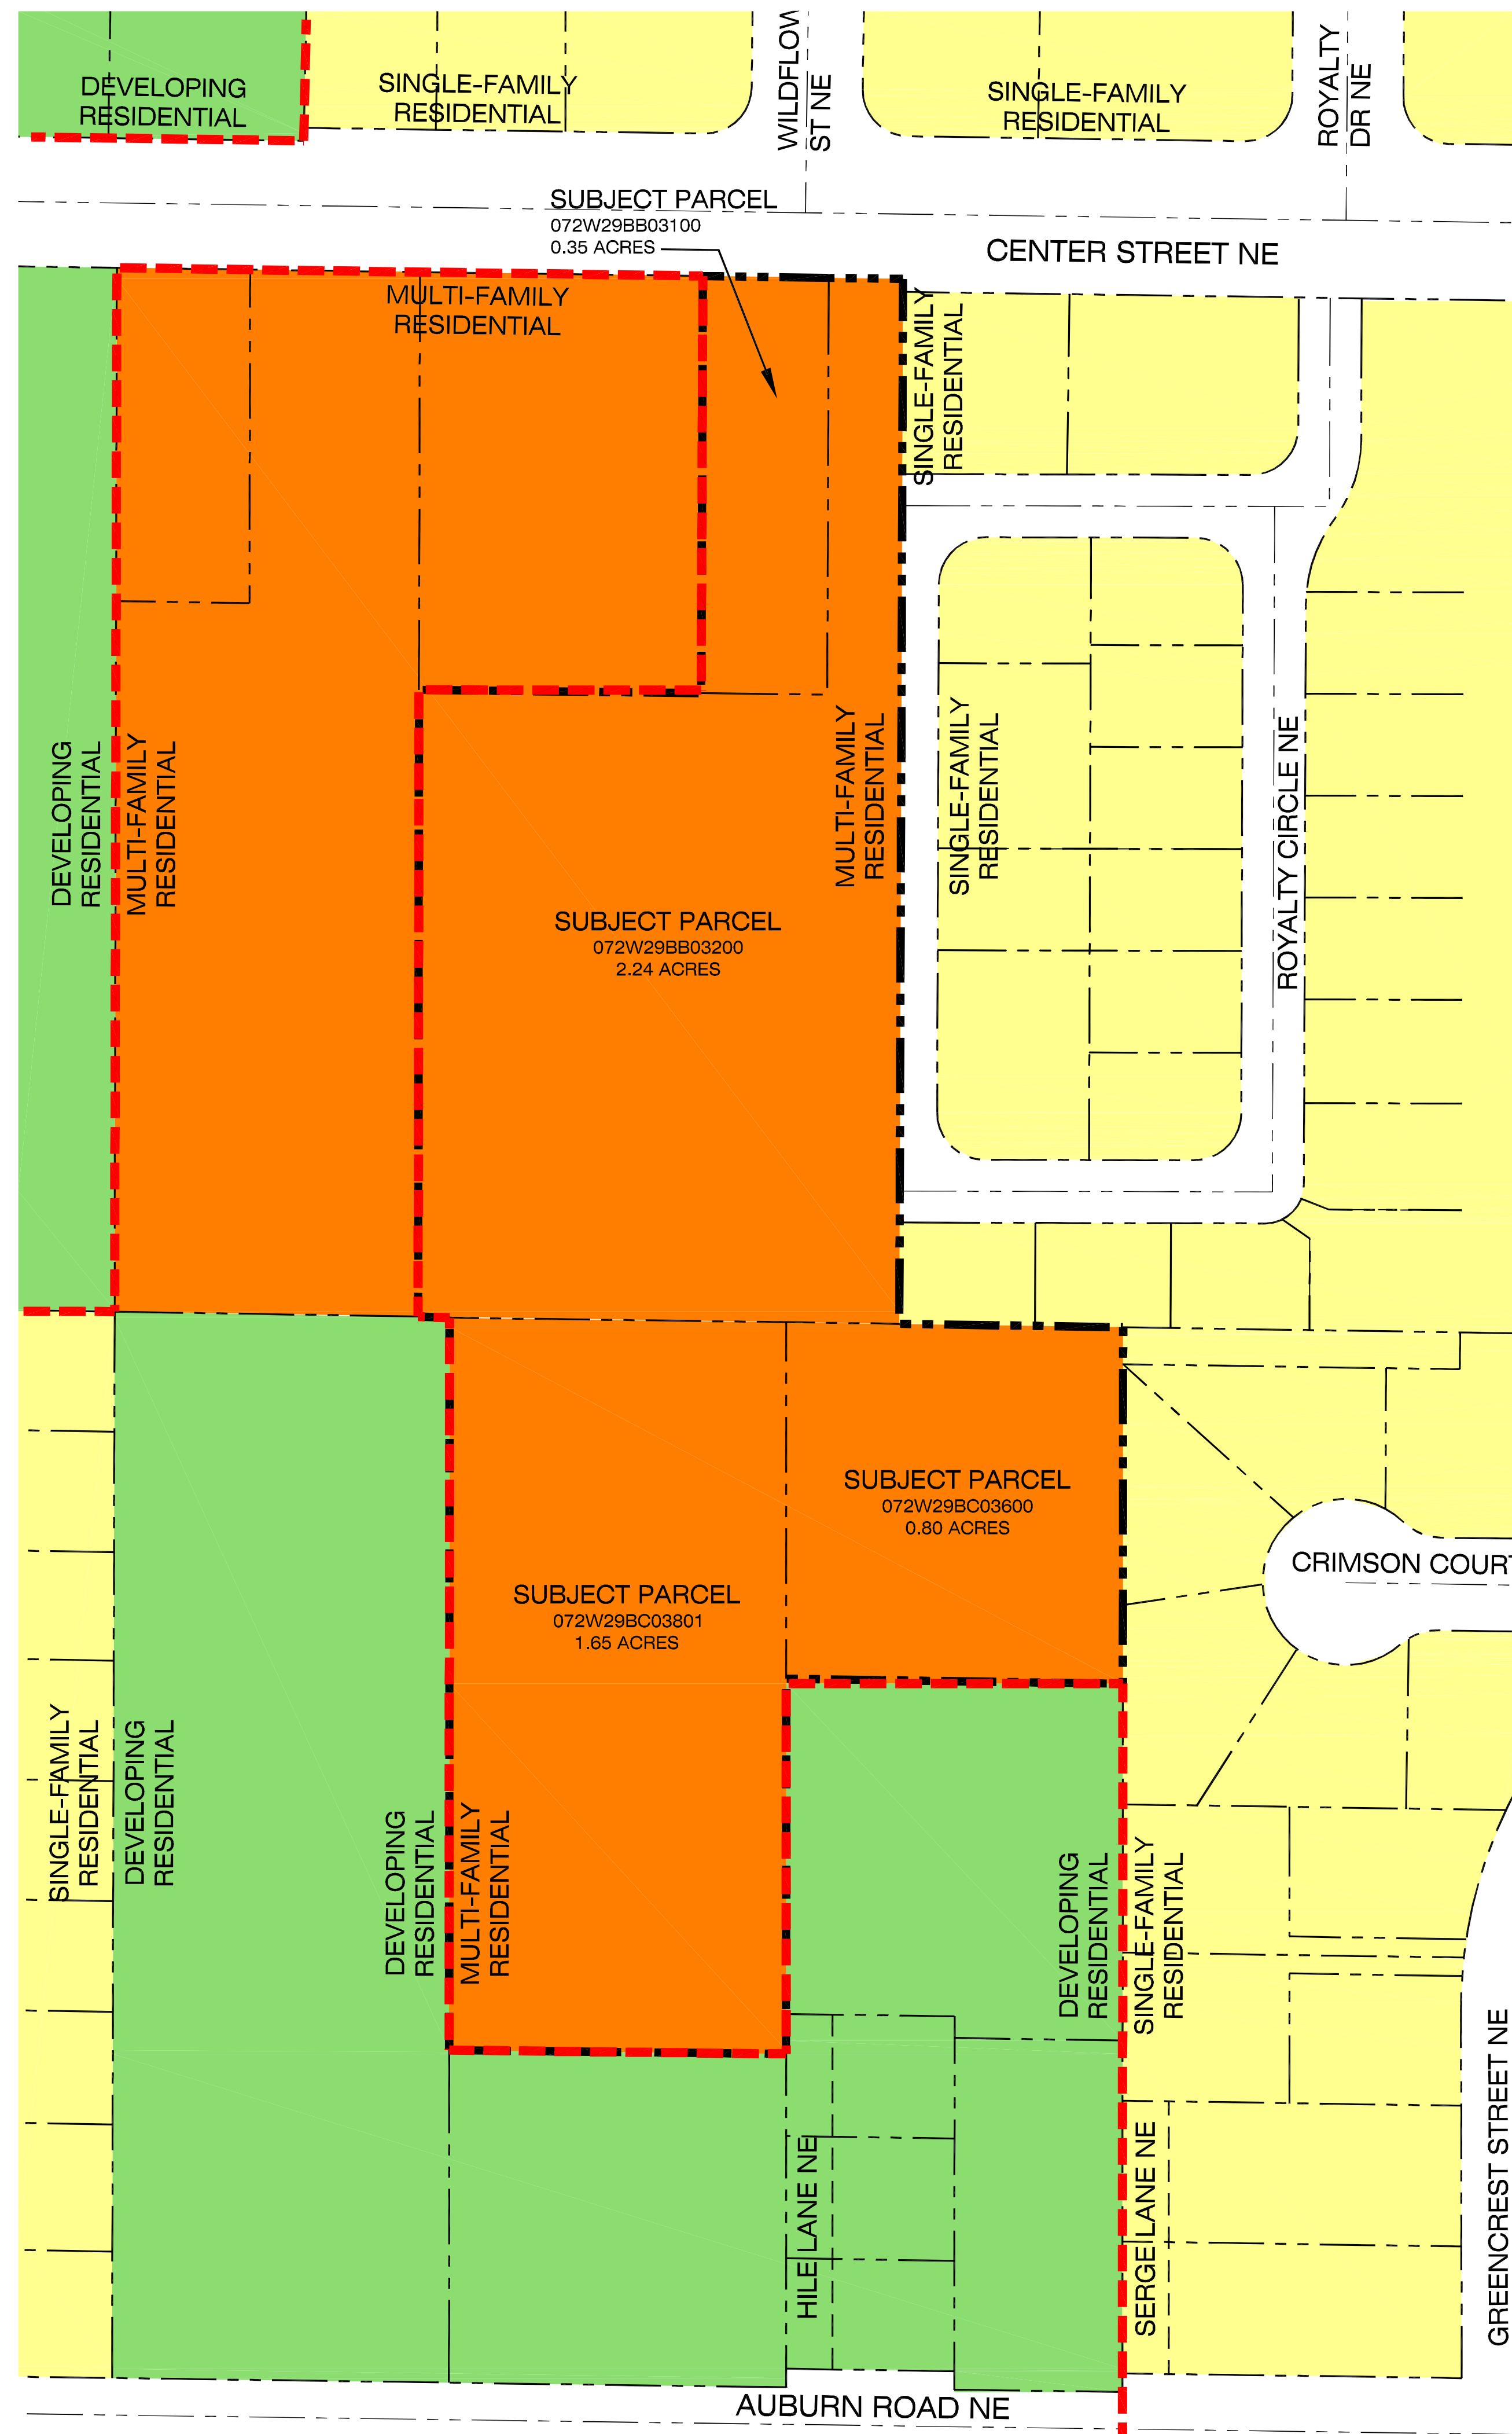 DEVELOPING
RESIDENTIAL
SINGLE-FAMILY
RESIDENTIAL
ST NE
SINGLE-FAMILY
RESIDENTIAL
ROYALTY
DR NE
SUBJECT PARCEL
072W29BB03100
0.35 ACRES
CENTER STREET NE
MULTI-FAMILY
RESIDENTIAL
SINGLE-FAMILY
RESIDENTIAL
DEVELOPING
RESIDENTIAL
MULTI-FAMILY
RESIDENTIAL
SUBJECT PARCEL
072W29BB03200
2.24 ACRES
MULTI-FAMILY
RESIDENTIAL
SINGLE-FAMILY
RESIDENTIAL
ROYALTY CIRCLE NE
SUBJECT PARCEL
072W29BC03600
0.80 ACRES
CRIMSON COURT
SUBJECT PARCEL
072W29BC03801
1.65 ACRES
SINGLE-FAMILY
RESIDENTIAL
DEVELOPING
RESIDENTIAL
DEVELOPING
RESIDENTIAL
MULTI-FAMILY
RESIDENTIAL
DEVELOPING
RESIDENTIAL
SINGLE-FAMILY
RESIDENTIAL
HILE LANE NE
SERGE LANE NE
GREENCREST STREET NE
AUBURN ROAD NE